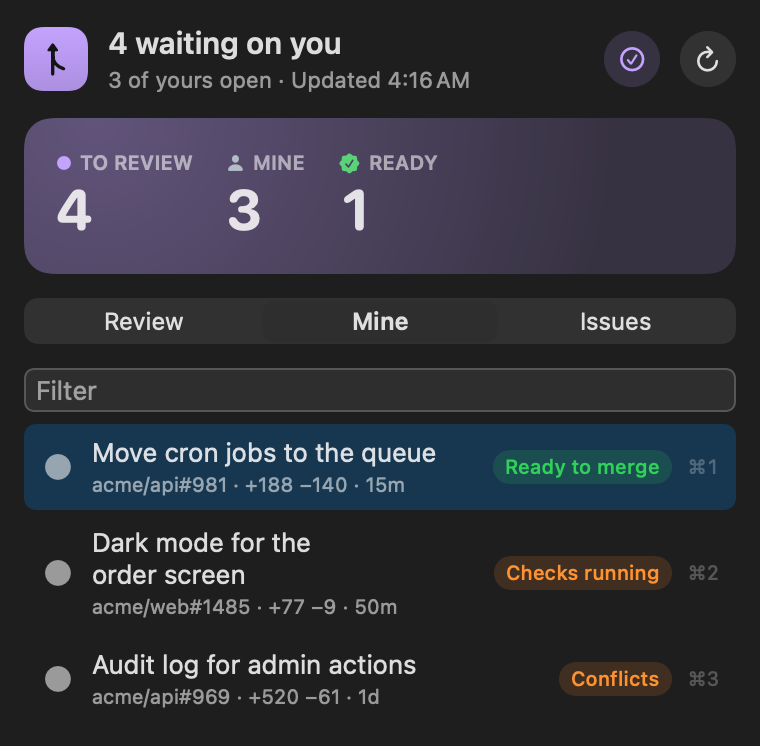 4 waiting on you
3 of yours open · Updated 4:16 AM
TO REVIEW MINE READY
4 3 1
Review Mine Issues
Filter
Move cron jobs to the queue
acme/api#981 · +188 −140 · 15m
Ready to merge ⌘1
Dark mode for the
order screen
acme/web#1485 · +77 −9 · 50m
Checks running ⌘2
Audit log for admin actions
acme/api#969 · +520 −61 · 1d
Conflicts ⌘3